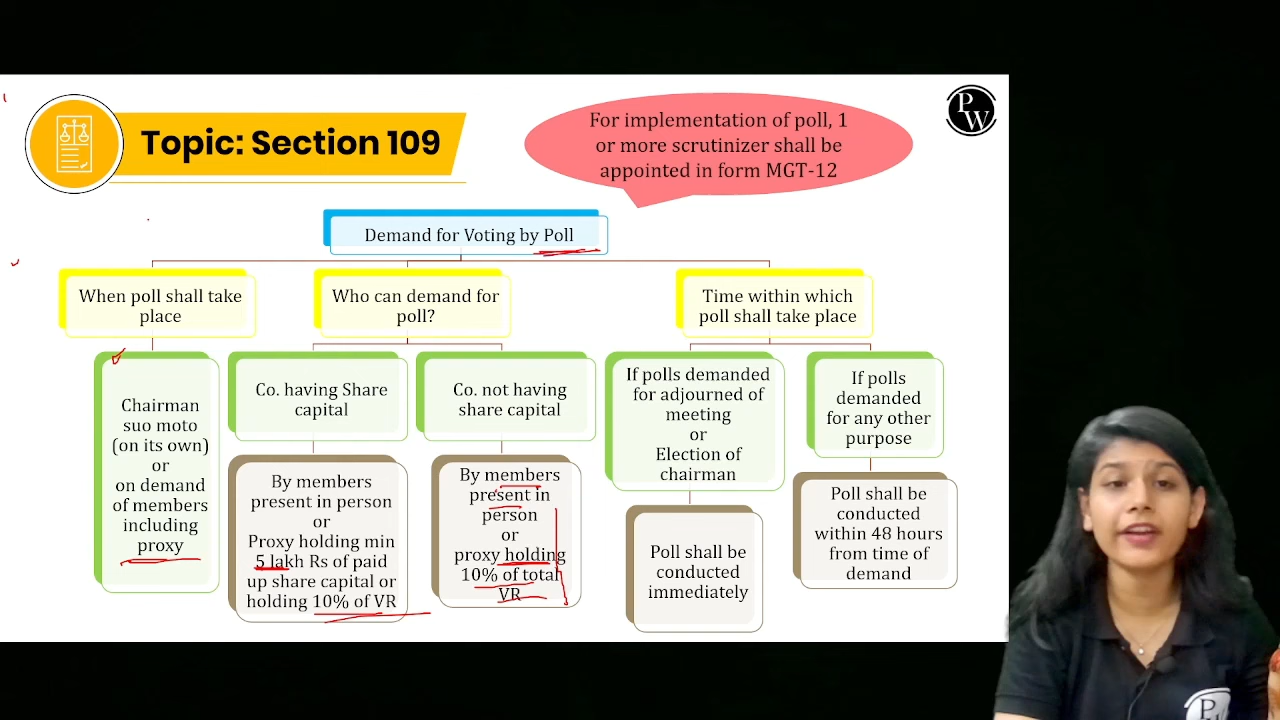 Topic: Section 109
For implementation of poll, 1
or more scrutinizer shall be
appointed in form MGT-12
P
W
Demand for Voting by Poll
When poll shall take
place
Who can demand for
poll?
Time within which
poll shall take place
Chairman
suo moto
(on its own)
or
on demand
of members
including
proxy
Co. having Share
capital
By members
present in person
or
Proxy holding min
5 lakh Rs of paid
up share capital or
holding 10% of VR
Co. not having
share capital
By members
present in
person
or
proxy holding
10% of total
VR
If polls demanded
for adjourned of
meeting
or
Election of
chairman
Poll shall be
conducted
immediately
If polls
demanded
for any other
purpose
Poll shall be
conducted
within 48 hours
from time of
demand
P
W